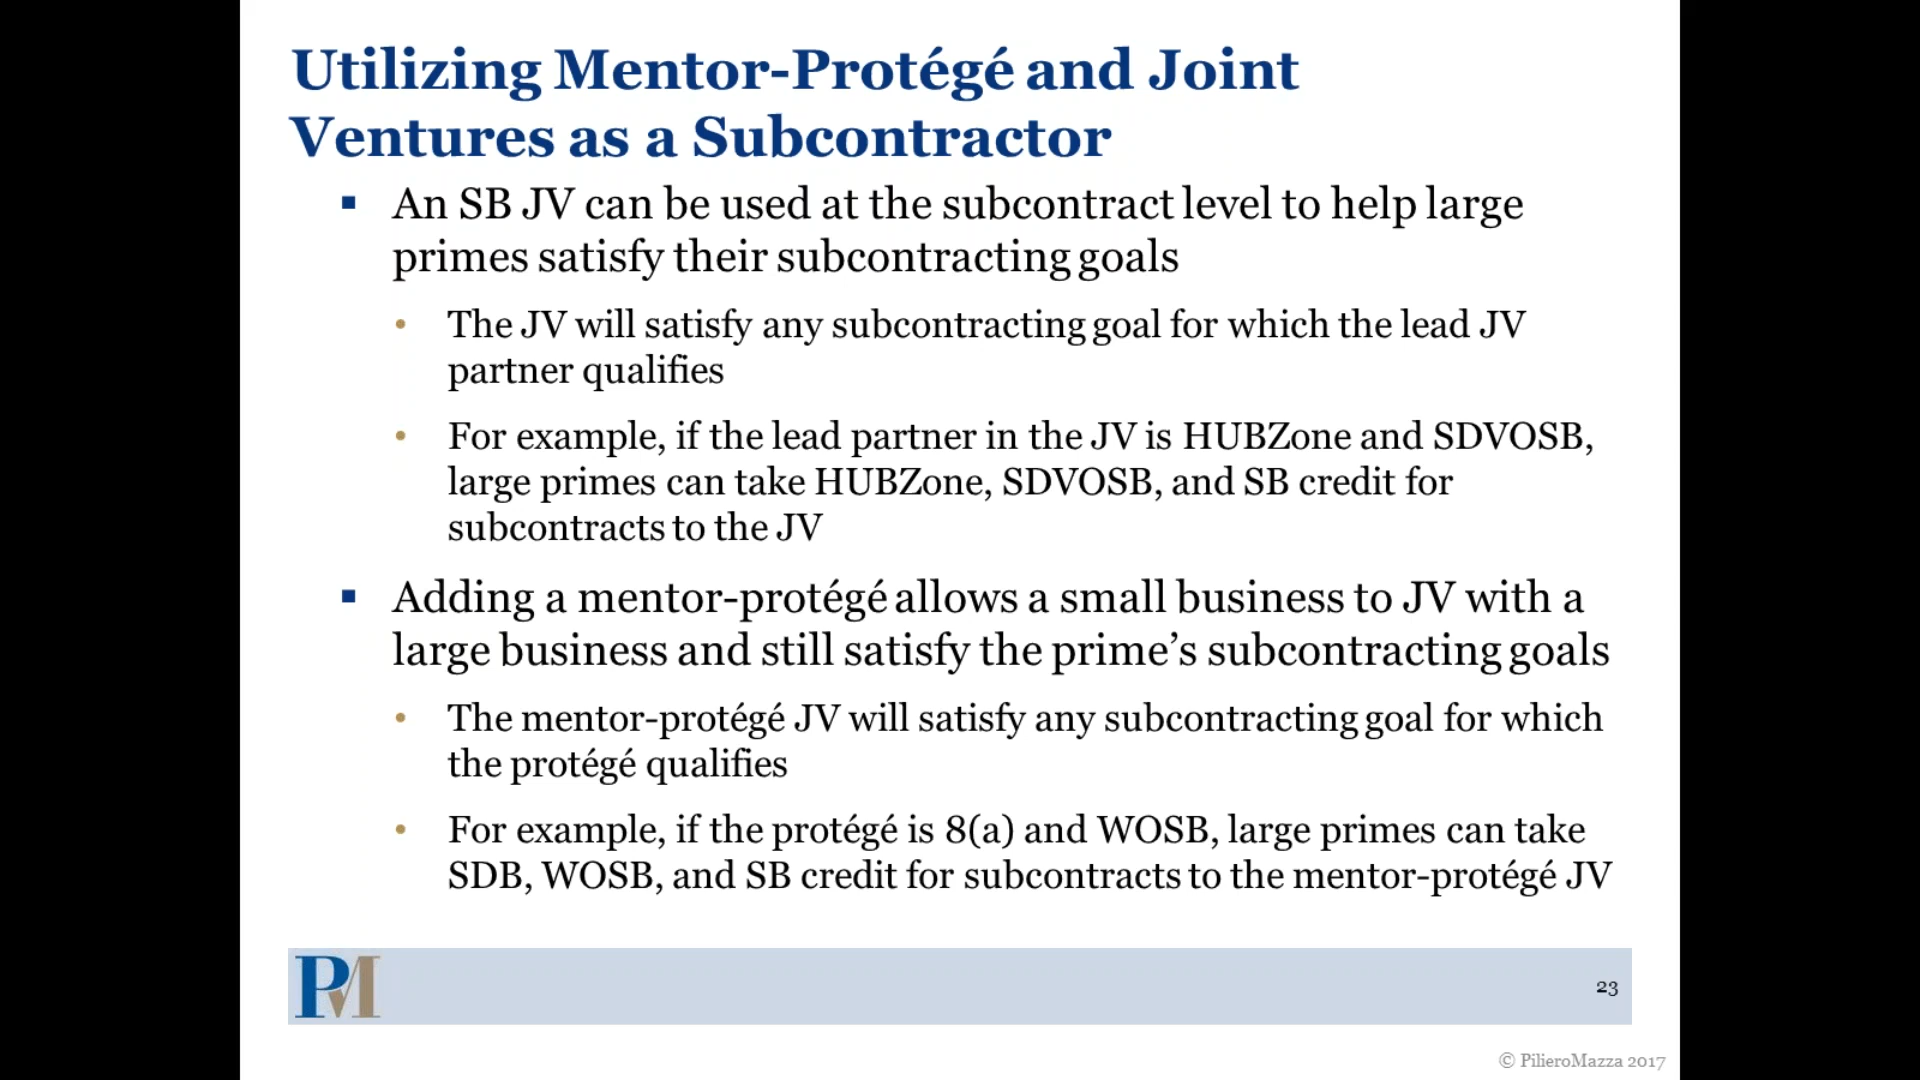 Utilizing Mentor-Protégé and Joint
Ventures as a Subcontractor
▪ An SB JV can be used at the subcontract level to help large
primes satisfy their subcontracting goals
• The JV will satisfy any subcontracting goal for which the lead JV
partner qualifies
• For example, if the lead partner in the JV is HUBZone and SDVOSB,
large primes can take HUBZone, SDVOSB, and SB credit for
subcontracts to the JV
▪ Adding a mentor-protégé allows a small business to JV with a
large business and still satisfy the prime’s subcontracting goals
• The mentor-protégé JV will satisfy any subcontracting goal for which
the protégé qualifies
• For example, if the protégé is 8(a) and WOSB, large primes can take
SDB, WOSB, and SB credit for subcontracts to the mentor-protégé JV
PM
23
© PilieroMazza 2017